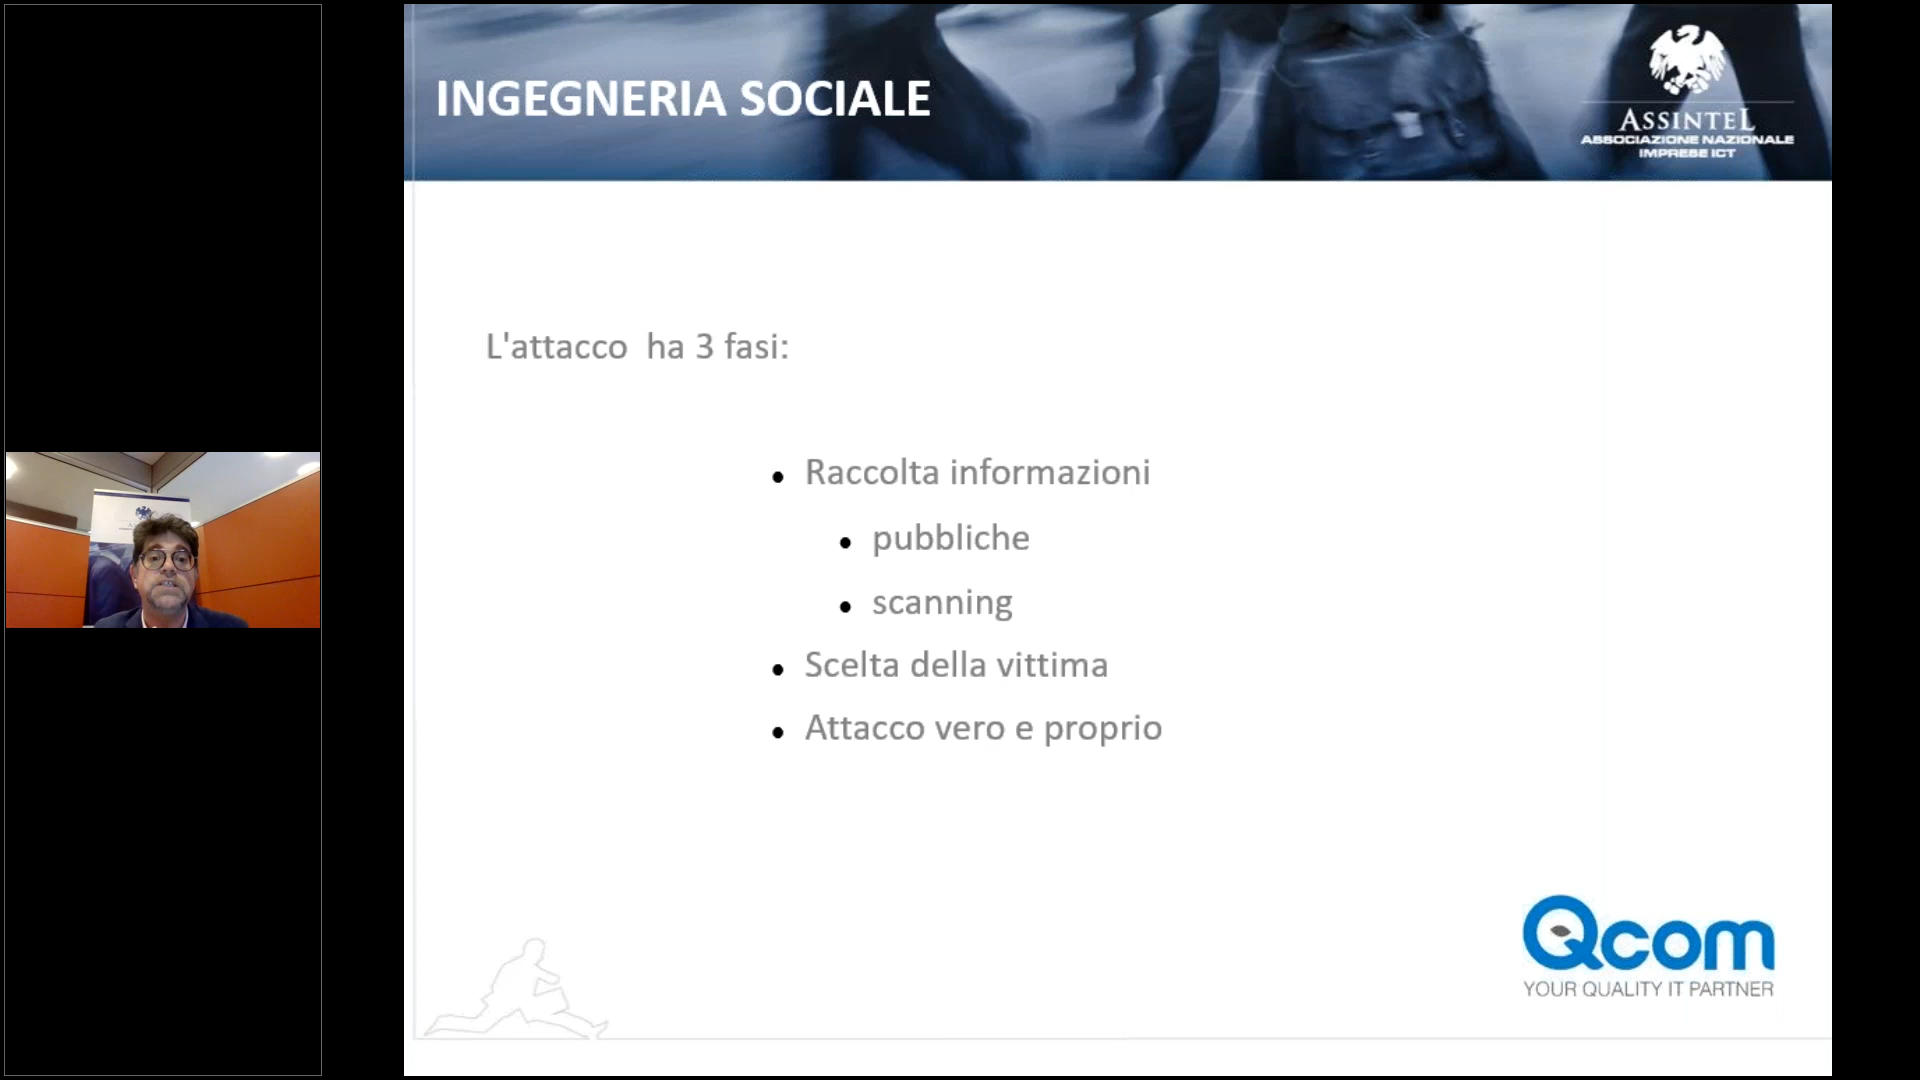 INGEGNERIA SOCIALE
ASSINTEL
ASSOCIAZIONE NAZIONALE
IMPRESE ICT
L'attacco ha 3 fasi:
Raccolta informazioni
pubbliche
scanning
Scelta della vittima
Attacco vero e proprio
Qcom
YOUR QUALITY IT PARTNER